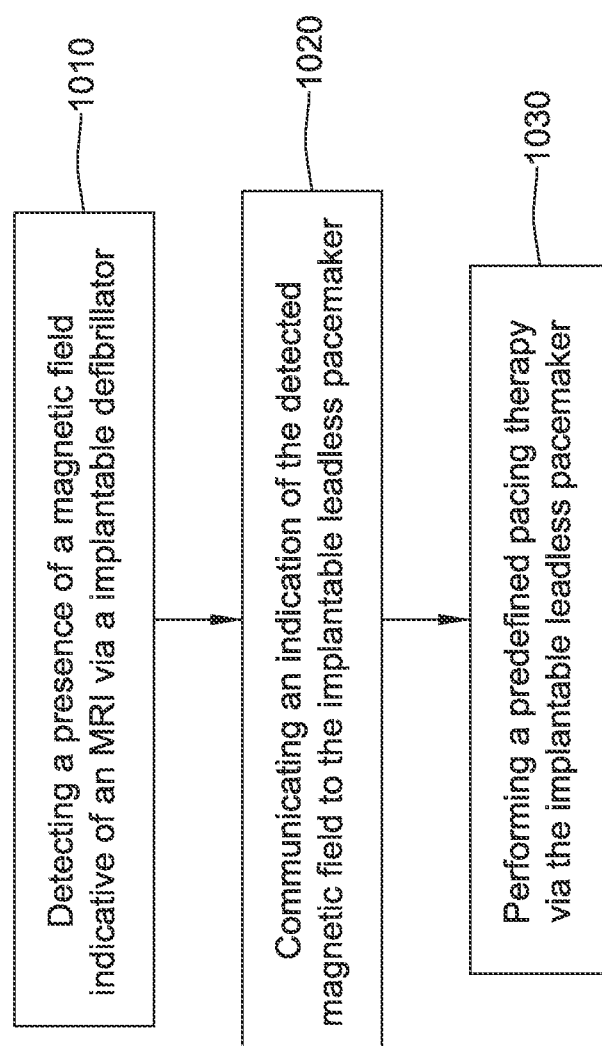 Detecting a presence of a magnetic field
indicative of an MRI via a implantable defibrillator
1010
Communicating an indication of the detected
magnetic field to the implantable leadless pacemaker
1020
Performing a predefined pacing therapy
via the implantable leadless pacemaker
1030